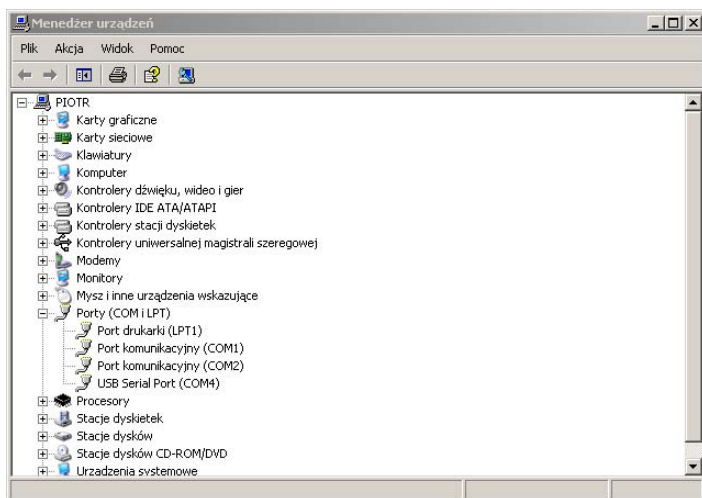 Menedżer urządzeń
Plik Akcja Widok Pomoc
PIOTR
Karty graficzne
Karty sieciowe
Klawiatury
Komputer
Kontrolery dźwięku, wideo i gier
Kontrolery IDE ATA/ATAPI
Kontrolery stacji dyskietek
Kontrolery uniwersalnej magistrali szeregowej
Modemy
Monitory
Mysz i inne urządzenia wskazujące
Porty (COM i LPT)
Port drukarki (LPT1)
Port komunikacyjny (COM1)
Port komunikacyjny (COM2)
USB Serial Port (COM4)
Procesory
Stacje dyskietek
Stacje dysków
Stacje dysków CD-ROM/DVD
Urządzenia systemowe